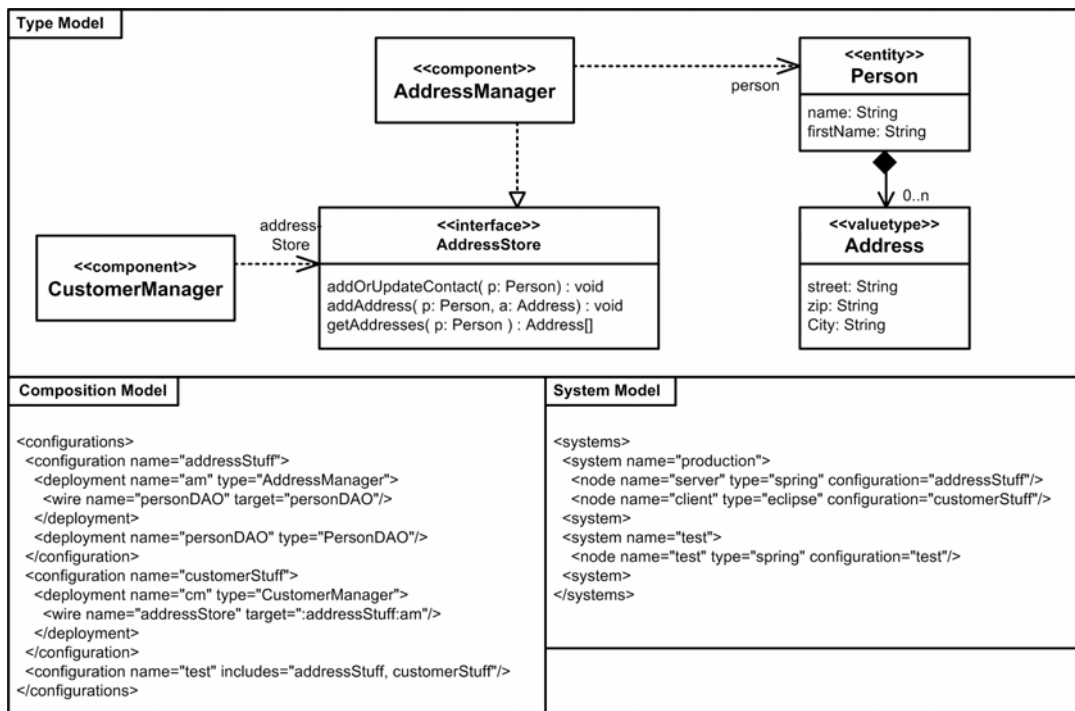 Type Model
<<component>>
AddressManager
person
<<entity>>
Person
name: String
firstName: String
0..n
<<valuetype>>
Address
street: String
zip: String
City: String
<<component>>
CustomerManager
address-
Store
<<interface>>
AddressStore
addOrUpdateContact( p: Person) : void
addAddress( p: Person, a: Address) : void
getAddresses( p: Person ) : Address[]
Composition Model
<configurations>
<configuration name="addressStuff">
<deployment name="am" type="AddressManager">
<wire name="personDAO" target="personDAO"/>
</deployment>
<deployment name="personDAO" type="PersonDAO"/>
</configuration>
<configuration name="customerStuff">
<deployment name="cm" type="CustomerManager">
<wire name="addressStore" target=":addressStuff:am"/>
</deployment>
</configuration>
<configuration name="test" includes="addressStuff, customerStuff"/>
</configurations>
System Model
<systems>
<system name="production">
<node name="server" type="spring" configuration="addressStuff"/>
<node name="client" type="eclipse" configuration="customerStuff"/>
<system>
<system name="test">
<node name="test" type="spring" configuration="test"/>
<system>
</systems>